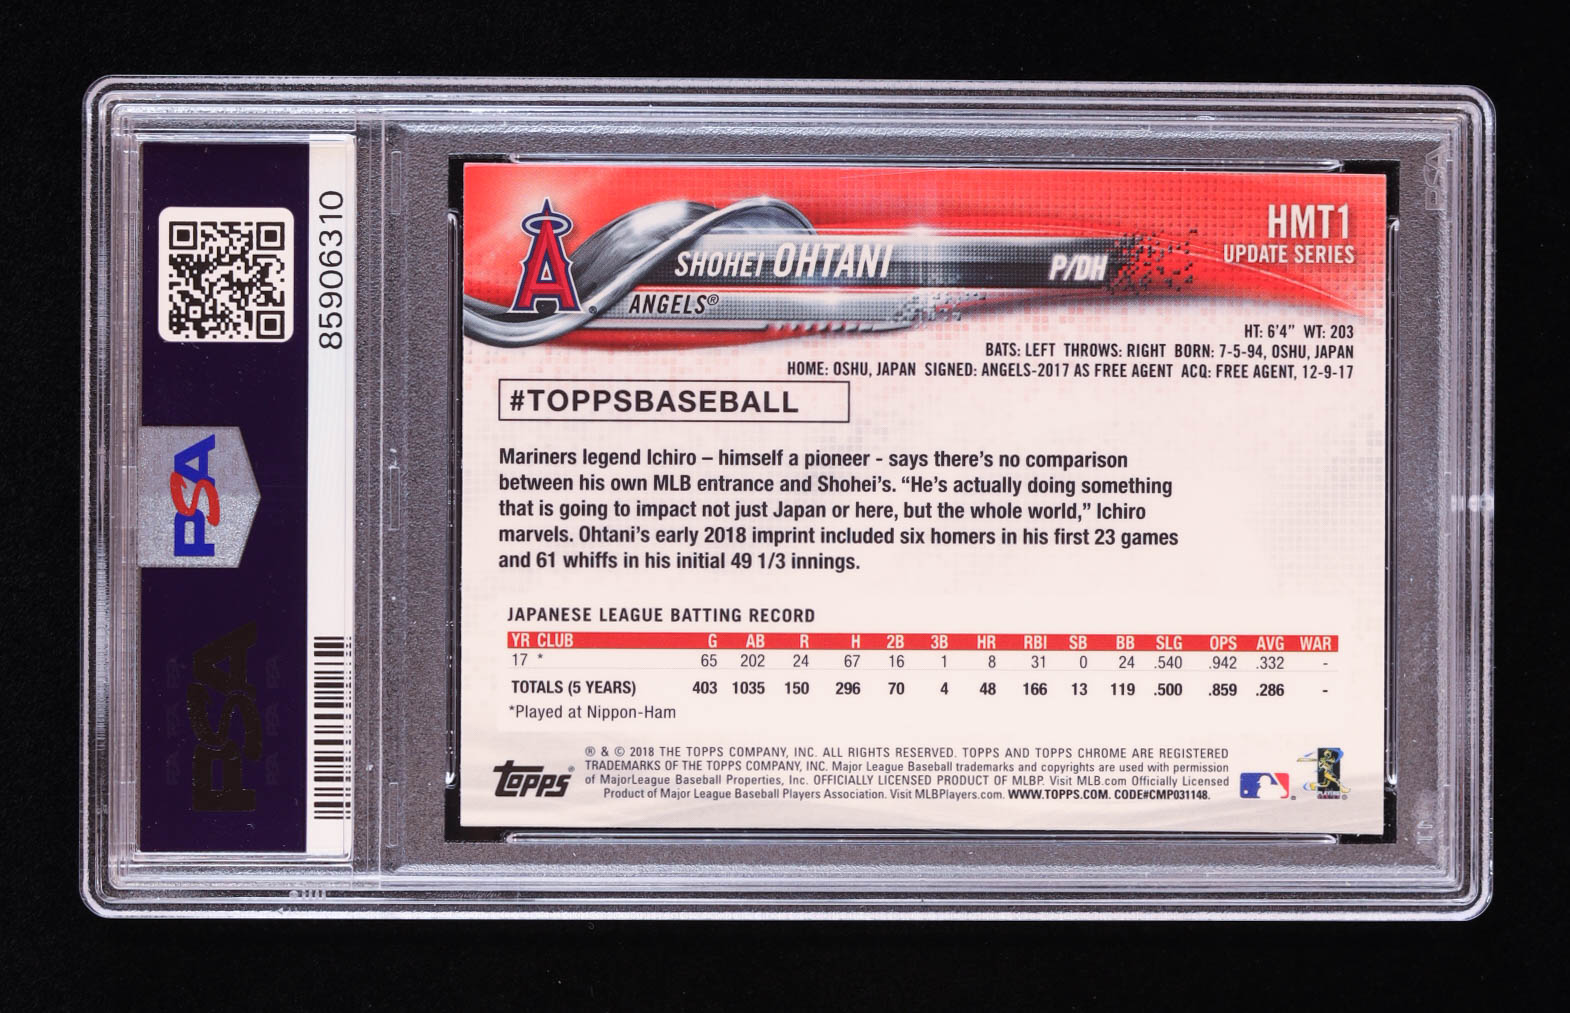 85906310
PSA
PSA
A
SHOHEI OHTANI
P/DH
ANGELS®
HMT1
UPDATE SERIES
HT: 6'4" WT: 203
BATS: LEFT THROWS: RIGHT BORN: 7-5-94, OSHU, JAPAN
HOME: OSHU, JAPAN SIGNED: ANGELS-2017 AS FREE AGENT ACQ: FREE AGENT, 12-9-17
#TOPPSBASEBALL
Mariners legend Ichiro – himself a pioneer - says there's no comparison
between his own MLB entrance and Shohei's. “He's actually doing something
that is going to impact not just Japan or here, but the whole world,” Ichiro
marvels. Ohtani's early 2018 imprint included six homers in his first 23 games
and 61 whiffs in his initial 49 1/3 innings.
JAPANESE LEAGUE BATTING RECORD
YR CLUB G AB R H 2B 3B HR RBI SB BB SLG OPS AVG WAR
17 * 65 202 24 67 16 1 8 31 0 24 .540 .942 .332 -
TOTALS (5 YEARS) 403 1035 150 296 70 4 48 166 13 119 .500 .859 .286 -
*Played at Nippon-Ham
topps®
® & © 2018 THE TOPPS COMPANY, INC. ALL RIGHTS RESERVED. TOPPS AND TOPPS CHROME ARE REGISTERED
TRADEMARKS OF THE TOPPS COMPANY, INC. Major League Baseball trademarks and copyrights are used with permission
of MajorLeague Baseball Properties, Inc. OFFICIALLY LICENSED PRODUCT OF MLBP. Visit MLB.com Officially Licensed
Product of Major League Baseball Players Association. Visit MLBPlayers.com. WWW.TOPPS.COM. CODE#CMP031148.